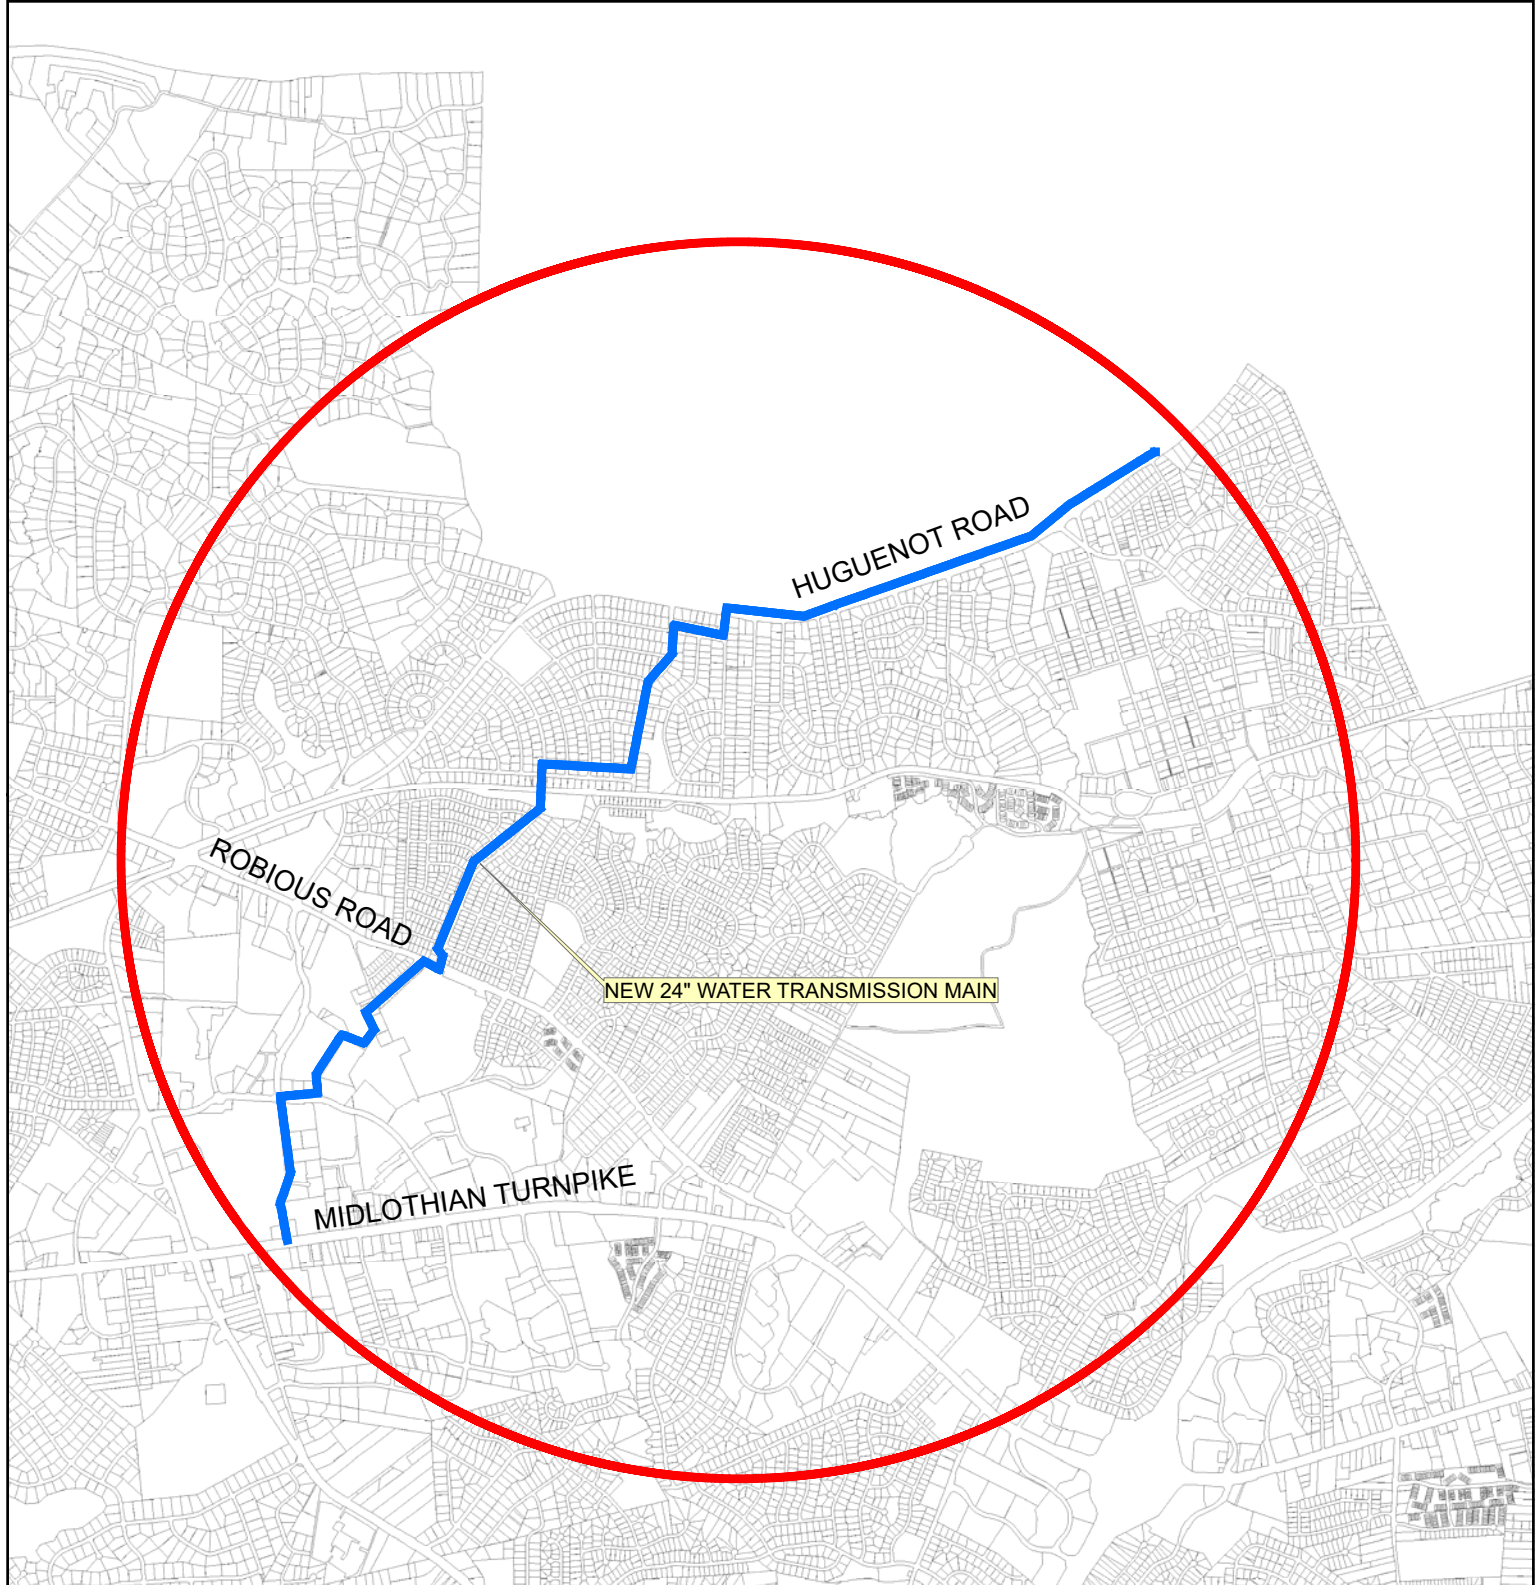 HUGUENOT ROAD
ROBIOUS ROAD
NEW 24" WATER TRANSMISSION MAIN
MIDLOTHIAN TURNPIKE